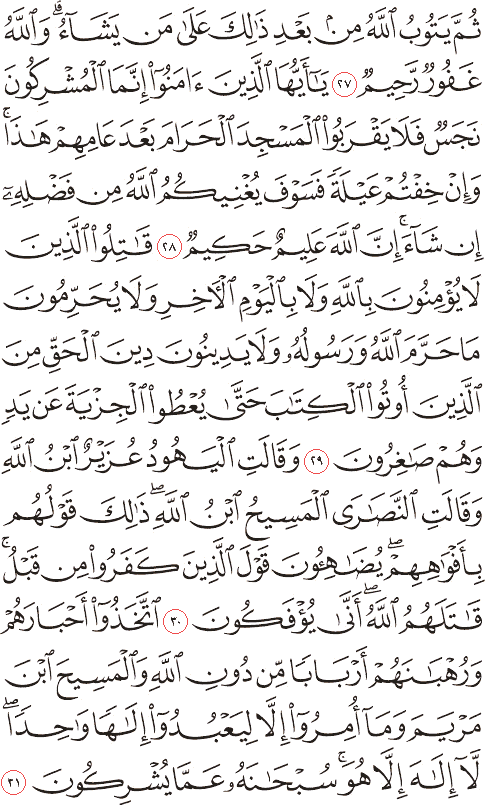 ثُمَّ يَتُوبُ ٱللَّهُ مِنۢ بَعْدِ ذَٰلِكَ عَلَىٰ مَن يَشَآءُ ۗ وَٱللَّهُ
غَفُورٌ رَّحِيمٌ ٢٧ يَـٰٓأَيُّهَا ٱلَّذِينَ ءَامَنُوٓا۟ إِنَّمَا ٱلْمُشْرِكُونَ
نَجَسٌ فَلَا يَقْرَبُوا۟ ٱلْمَسْجِدَ ٱلْحَرَامَ بَعْدَ عَامِهِمْ هَـٰذَا ۚ
وَإِنْ خِفْتُمْ عَيْلَةً فَسَوْفَ يُغْنِيكُمُ ٱللَّهُ مِن فَضْلِهِۦٓ
إِن شَآءَ ۚ إِنَّ ٱللَّهَ عَلِيمٌ حَكِيمٌ ٢٨ قَـٰتِلُوا۟ ٱلَّذِينَ
لَا يُؤْمِنُونَ بِٱللَّهِ وَلَا بِٱلْيَوْمِ ٱلْـَٔاخِرِ وَلَا يُحَرِّمُونَ
مَا حَرَّمَ ٱللَّهُ وَرَسُولُهُۥ وَلَا يَدِينُونَ دِينَ ٱلْحَقِّ مِنَ
ٱلَّذِينَ أُوتُوا۟ ٱلْكِتَـٰبَ حَتَّىٰ يُعْطُوا۟ ٱلْجِزْيَةَ عَن يَدٍ
وَهُمْ صَـٰغِرُونَ ٢٩ وَقَالَتِ ٱلْيَهُودُ عُزَيْرٌ ٱبْنُ ٱللَّهِ
وَقَالَتِ ٱلنَّصَـٰرَى ٱلْمَسِيحُ ٱبْنُ ٱللَّهِ ۖ ذَٰلِكَ قَوْلُهُم
بِأَفْوَٰهِهِمْ ۖ يُضَـٰهِـُٔونَ قَوْلَ ٱلَّذِينَ كَفَرُوا۟ مِن قَبْلُ ۚ
قَـٰتَلَهُمُ ٱللَّهُ ۖ أَنَّىٰ يُؤْفَكُونَ ٣٠ ٱتَّخَذُوٓا۟ أَحْبَارَهُمْ
وَرُهْبَـٰنَهُمْ أَرْبَابًا مِّن دُونِ ٱللَّهِ وَٱلْمَسِيحَ ٱبْنَ
مَرْيَمَ وَمَآ أُمِرُوٓا۟ إِلَّا لِيَعْبُدُوٓا۟ إِلَـٰهًا وَٰحِدًا ۖ
لَّآ إِلَـٰهَ إِلَّا هُوَ ۚ سُبْحَـٰنَهُۥ عَمَّا يُشْرِكُونَ ٣١